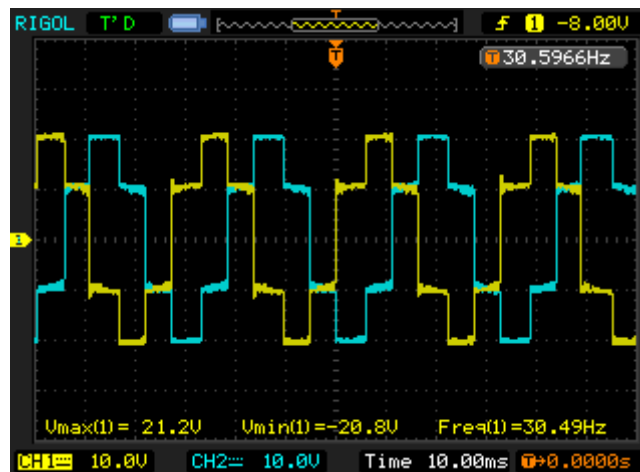 RIGOL T'D T 1 -8.00V
T 30.5966Hz
T
1
Vmax(1)= 21.2V Vmin(1)=-20.8V Freq(1)=30.49Hz
CH1 10.0V CH2 10.0V Time 10.00ms T→0.0000s